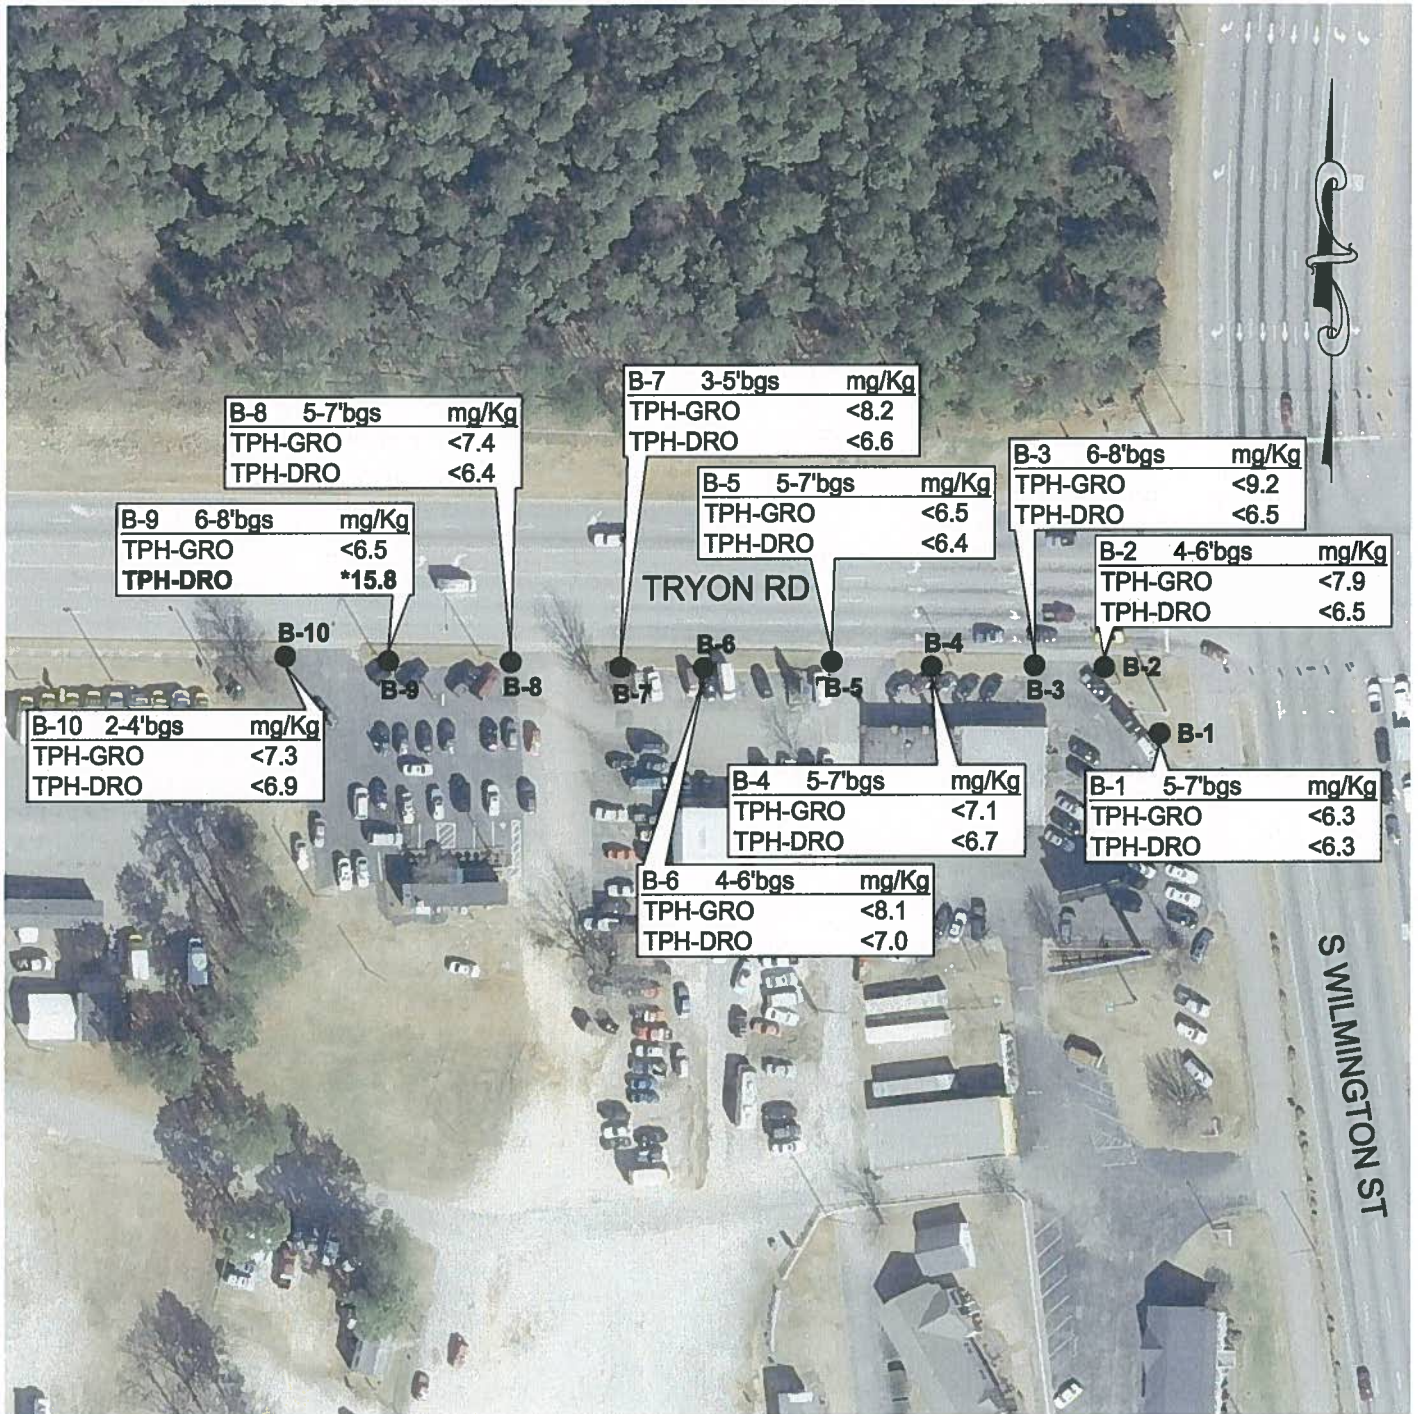 B-7 3-5'bgs mg/Kg
TPH-GRO <8.2
TPH-DRO <6.6
B-8 5-7'bgs mg/Kg
TPH-GRO <7.4
TPH-DRO <6.4
B-3 6-8'bgs mg/Kg
TPH-GRO <9.2
TPH-DRO <6.5
B-5 5-7'bgs mg/Kg
TPH-GRO <6.5
TPH-DRO <6.4
B-9 6-8'bgs mg/Kg
TPH-GRO <6.5
TPH-DRO *15.8
B-2 4-6'bgs mg/Kg
TPH-GRO <7.9
TPH-DRO <6.5
TRYON RD
B-10
B-9
B-8
B-7
B-6
B-5
B-4
B-3
B-2
B-1
B-10 2-4'bgs mg/Kg
TPH-GRO <7.3
TPH-DRO <6.9
B-4 5-7'bgs mg/Kg
TPH-GRO <7.1
TPH-DRO <6.7
B-1 5-7'bgs mg/Kg
TPH-GRO <6.3
TPH-DRO <6.3
B-6 4-6'bgs mg/Kg
TPH-GRO <8.1
TPH-DRO <7.0
S WILMINGTON ST